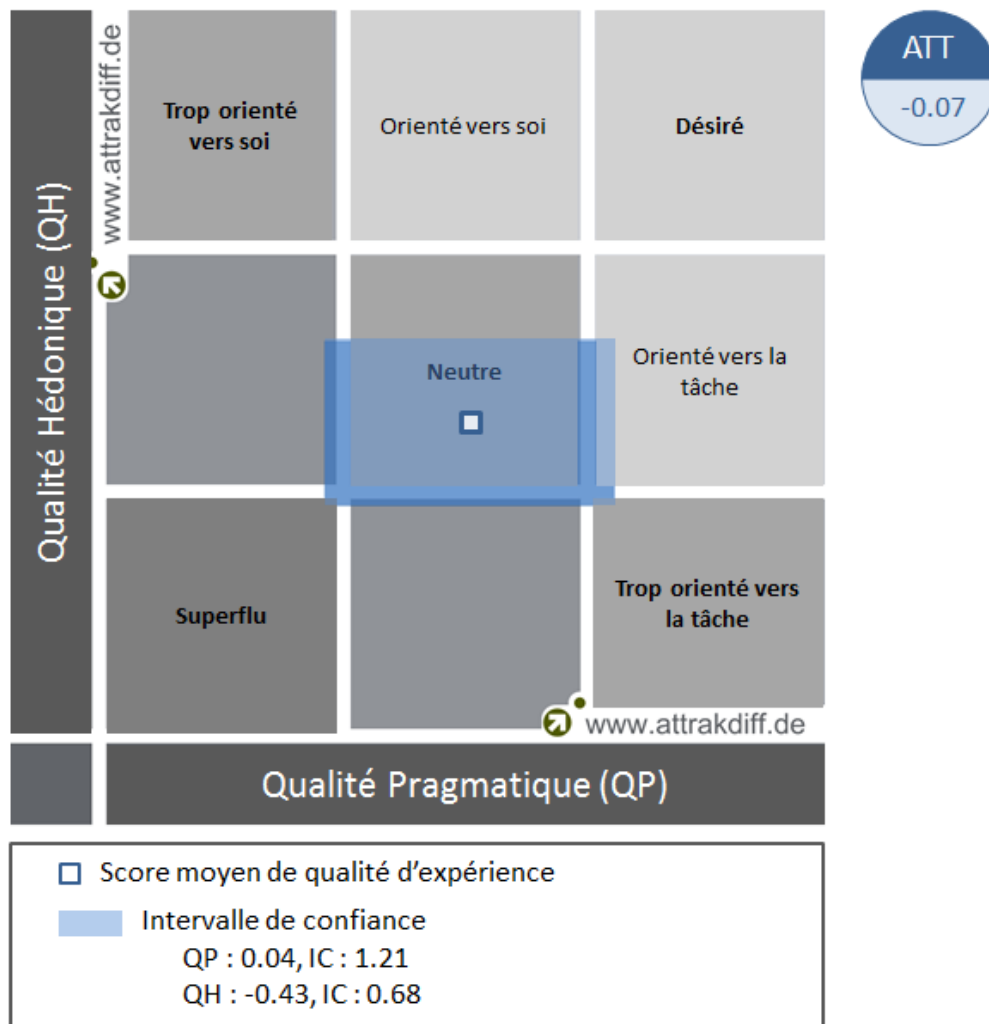 www.attrakdiff.de
Qualité Hédonique (QH)
Trop orienté
vers soi
Orienté vers soi
Désiré
ATT
-0.07
Neutre
Orienté vers la
tâche
Superflu
Trop orienté vers
la tâche
www.attrakdiff.de
Qualité Pragmatique (QP)
Score moyen de qualité d'expérience
Intervalle de confiance
QP : 0.04, IC : 1.21
QH : -0.43, IC : 0.68